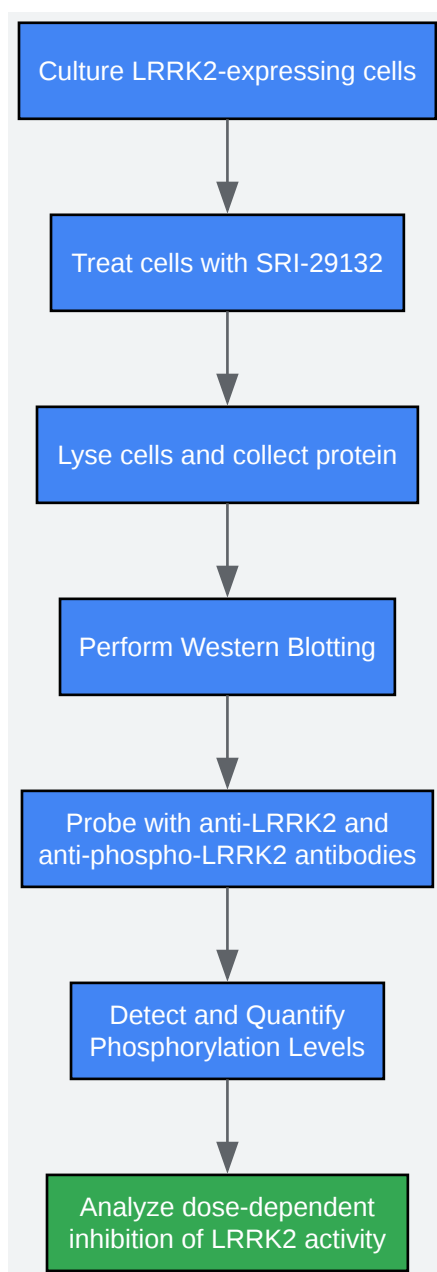 Culture LRRK2-expressing cells
Treat cells with SRI-29132
Lyse cells and collect protein
Perform Western Blotting
Probe with anti-LRRK2 and
anti-phospho-LRRK2 antibodies
Detect and Quantify
Phosphorylation Levels
Analyze dose-dependent
inhibition of LRRK2 activity